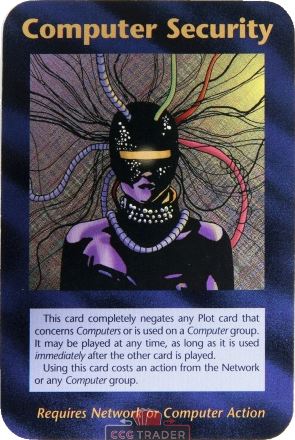 Computer Security
This card completely negates any Plot card that
concerns Computers or is used on a Computer group.
It may be played at any time, as long as it is used
immediately after the other card is played.
Using this card costs an action from the Network
or any Computer group.
Requires Network or Computer Action
CCG TRADER